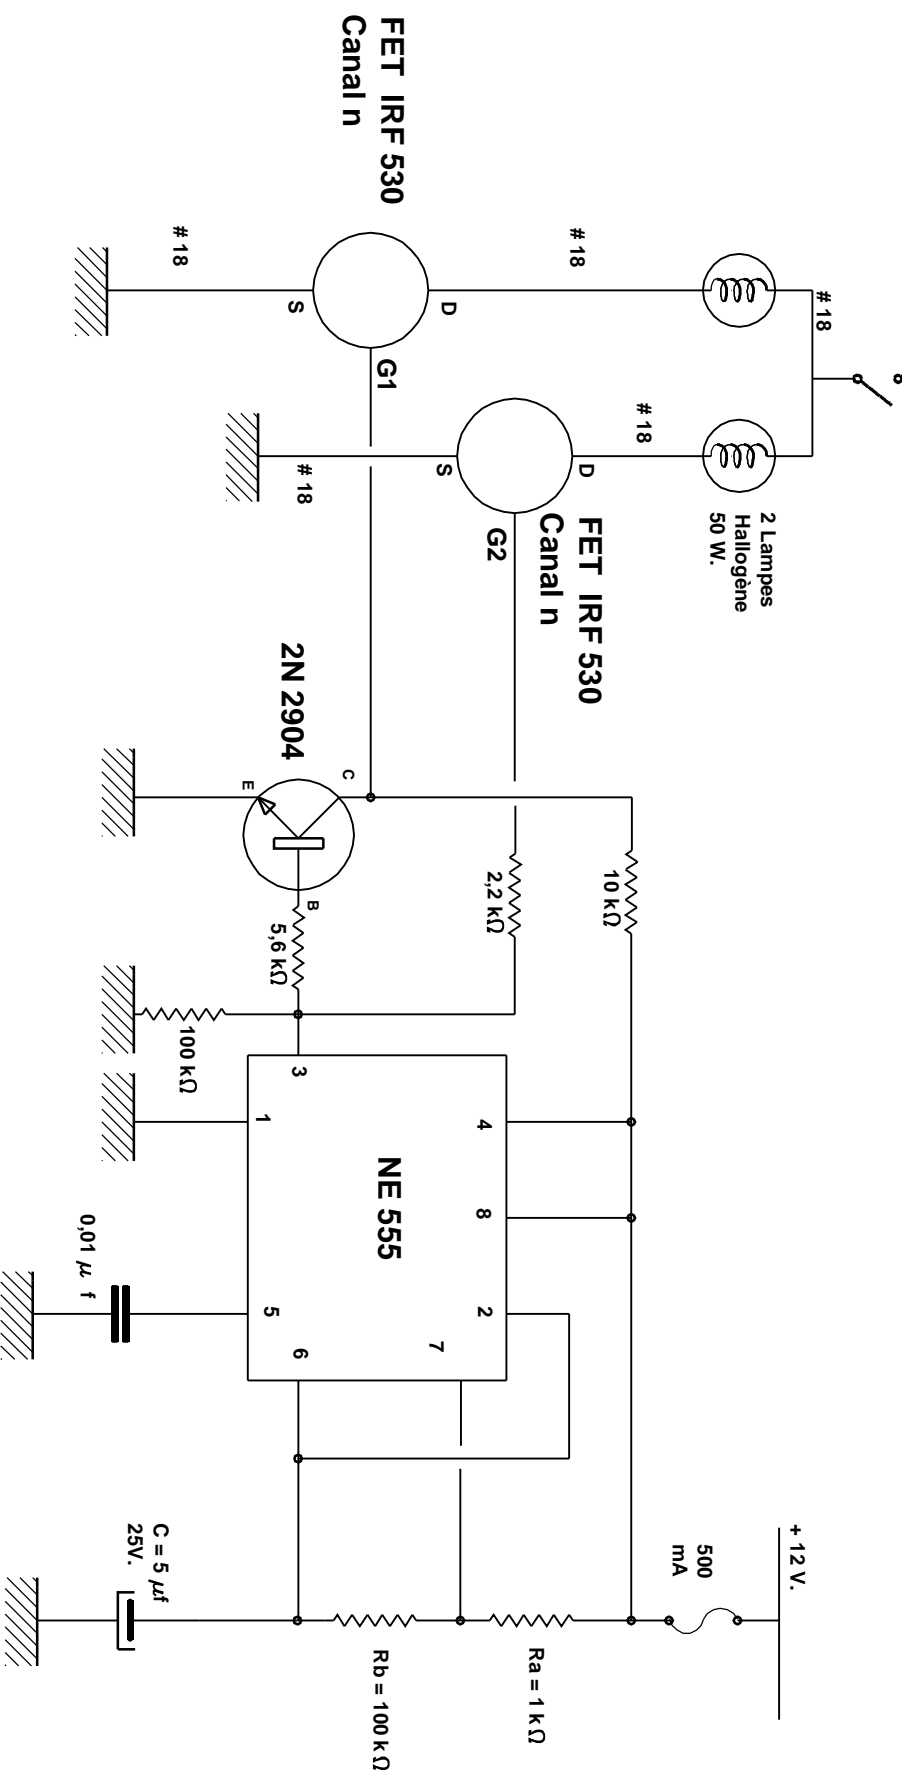 FET IRF 530
Canal n
# 18
# 18
# 18
S
D
G1
# 18
# 18
S
D
G2
FET IRF 530
Canal n
2 Lampes
Hallogène
50 W.
2N 2904
E
C
B
5,6 kΩ
2,2 kΩ
10 kΩ
100 kΩ
NE 555
3
1
4
8
2
5
6
7
0,01 μ f
C = 5 μf
25V.
Rb = 100 k Ω
Ra = 1 k Ω
500
mA
+ 12 V.